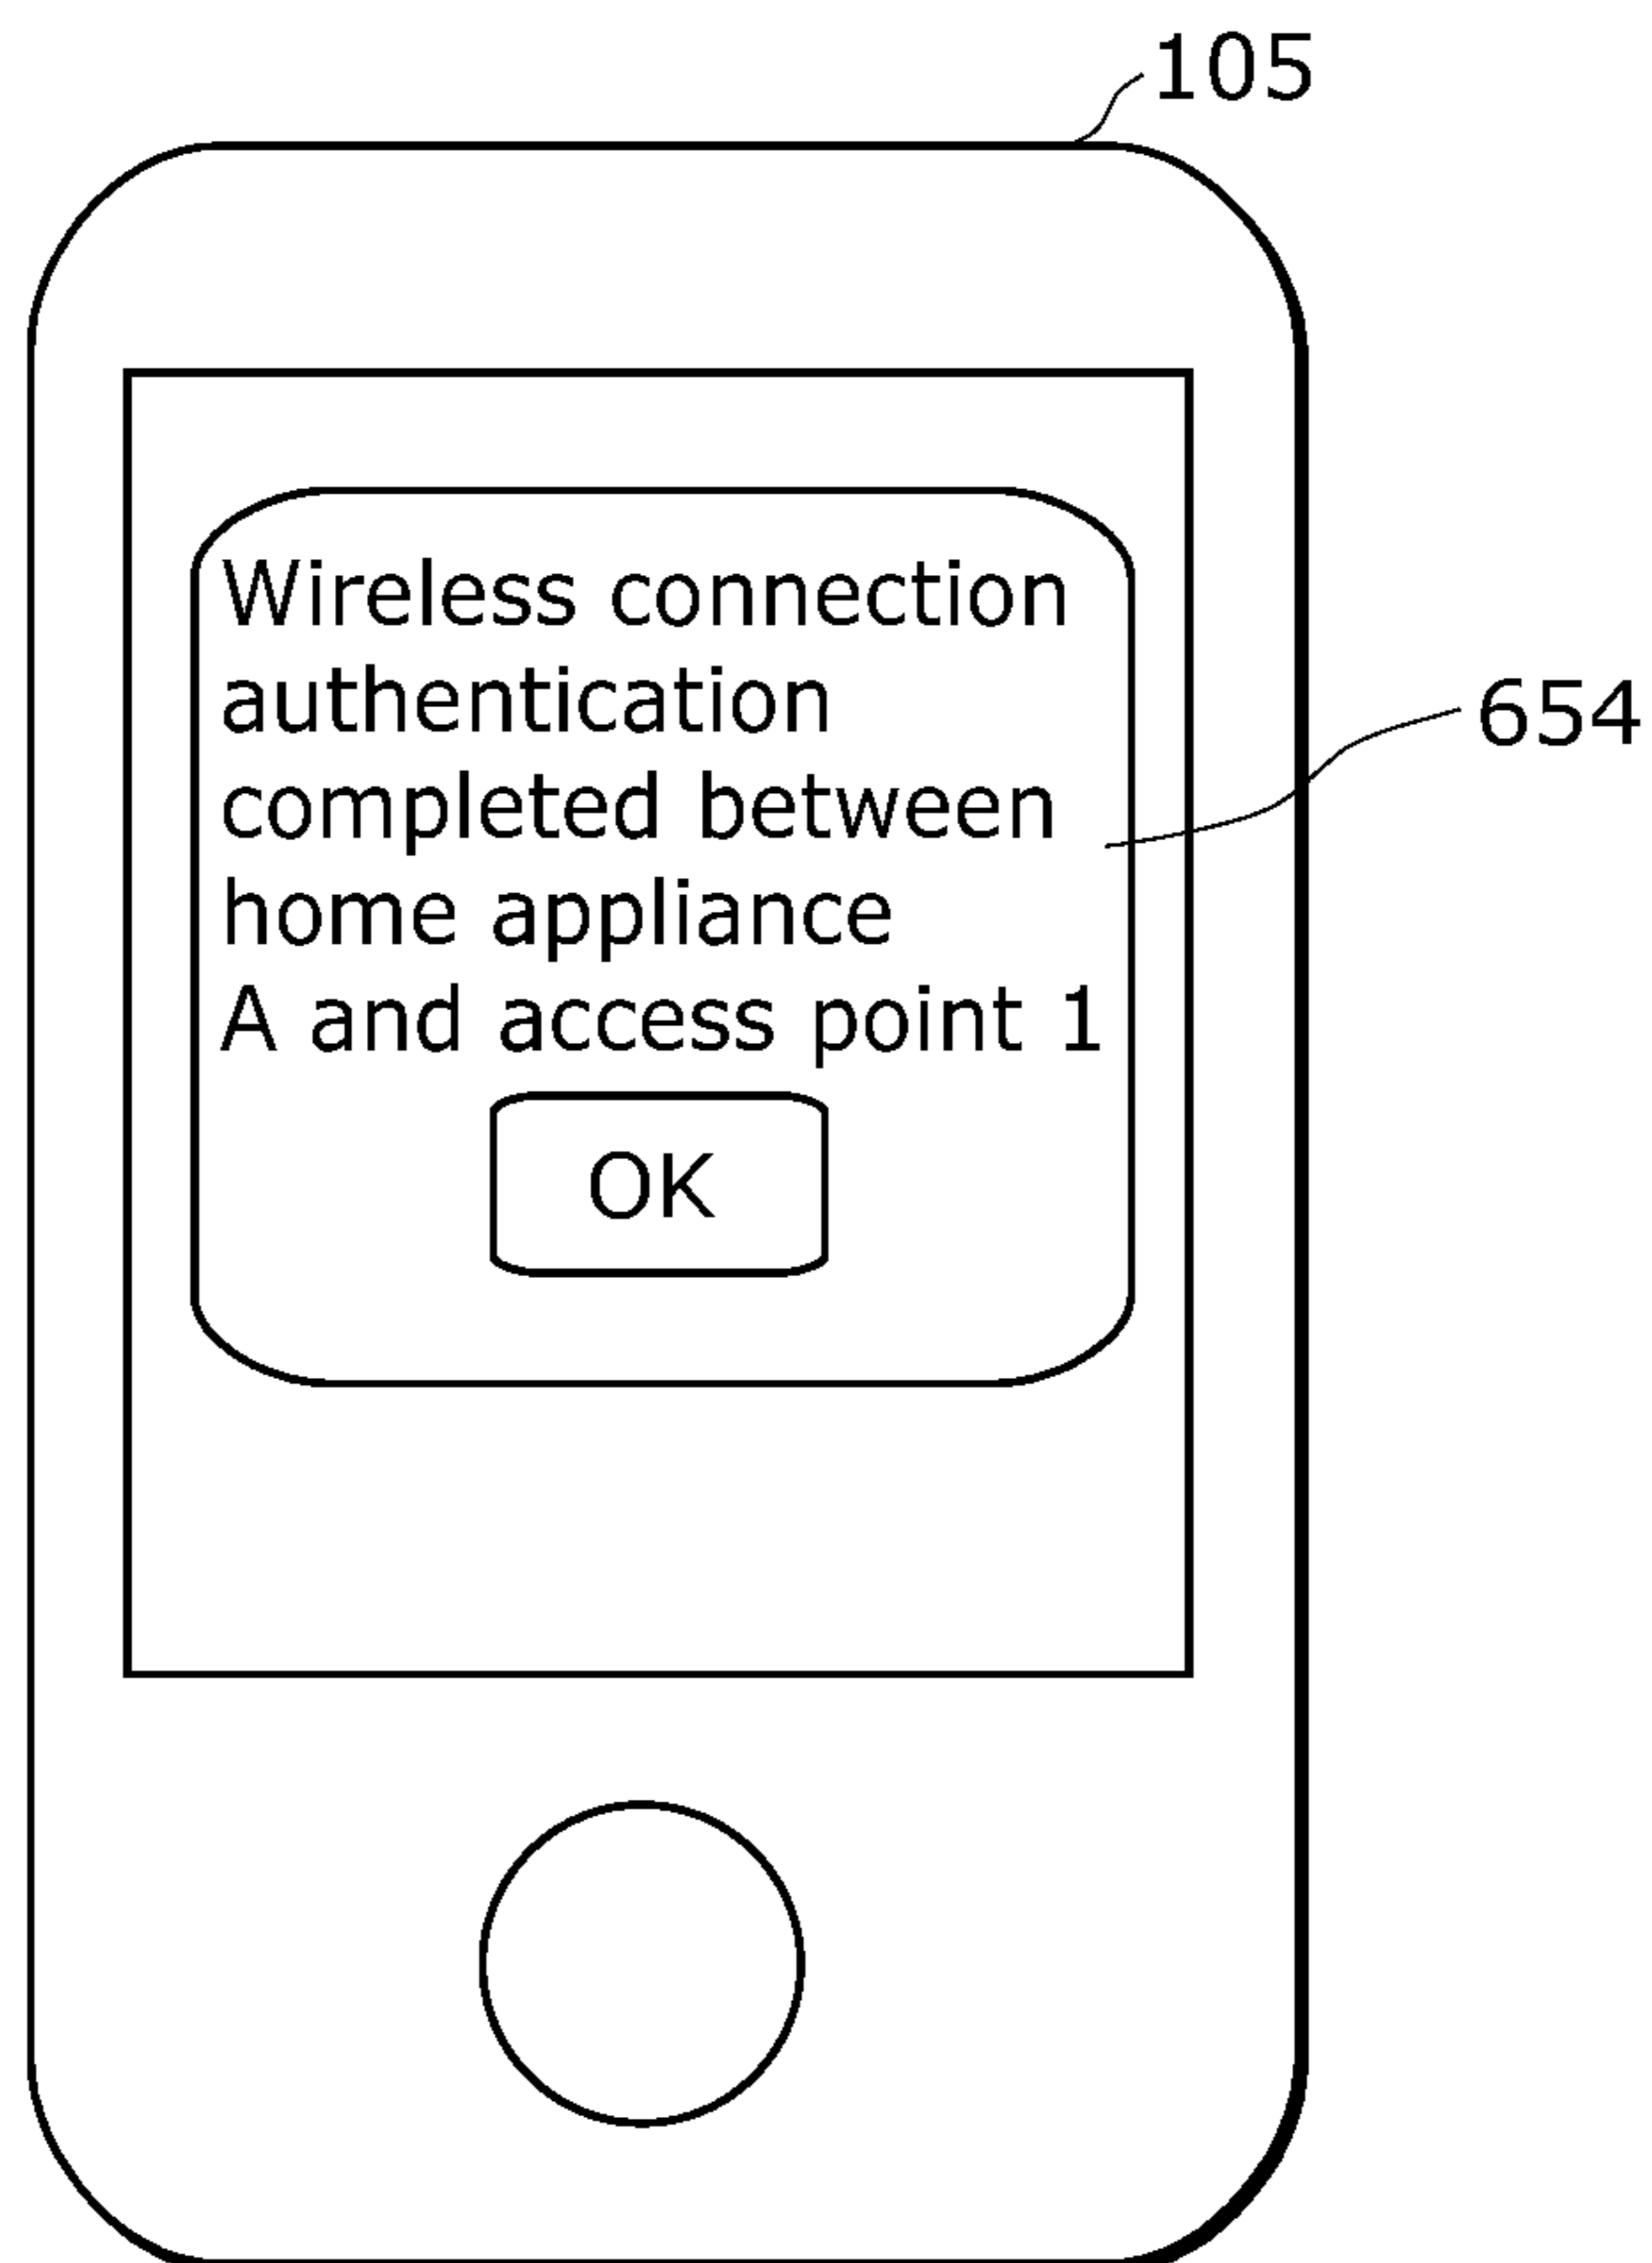 105
Wireless connection
authentication
completed between
home appliance
A and access point 1
654
OK